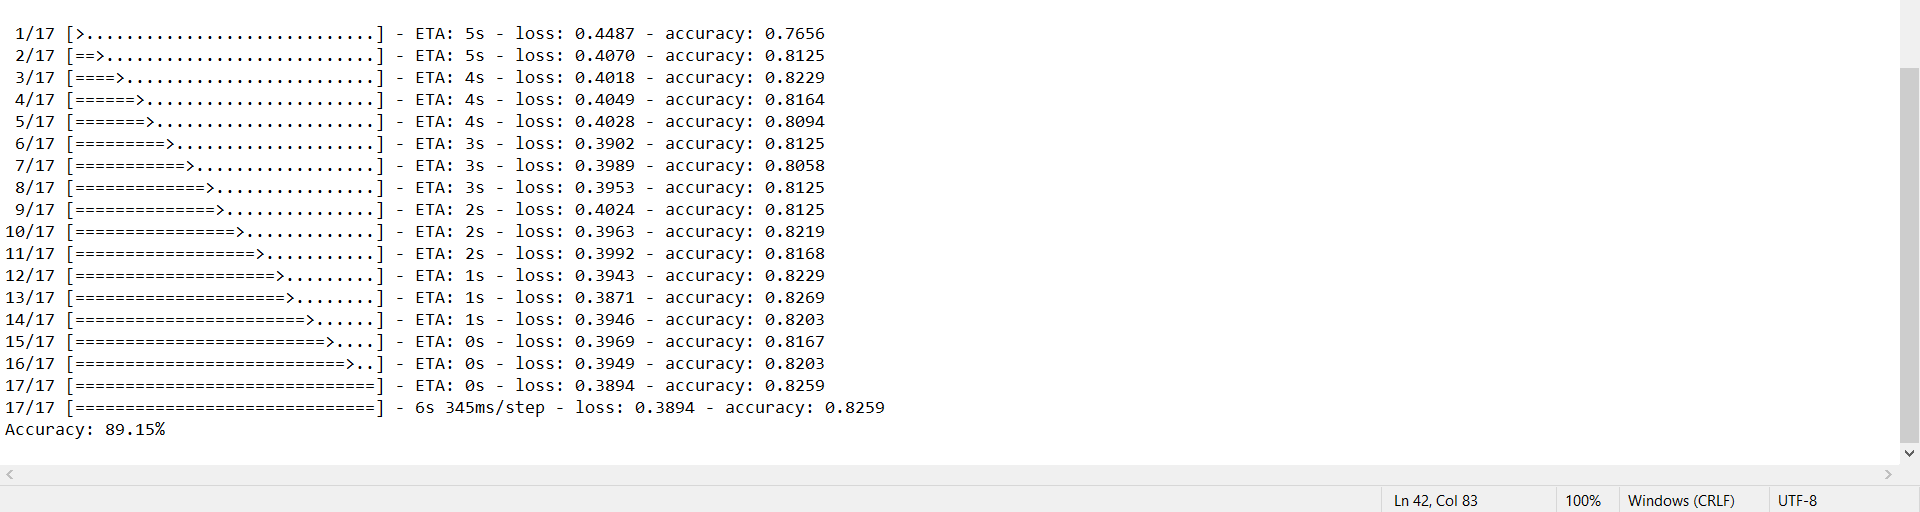 1/17 [>.............................] - ETA: 5s - loss: 0.4487 - accuracy: 0.7656
 2/17 [==>...........................] - ETA: 5s - loss: 0.4070 - accuracy: 0.8125
 3/17 [====>.........................] - ETA: 4s - loss: 0.4018 - accuracy: 0.8229
 4/17 [======>.......................] - ETA: 4s - loss: 0.4049 - accuracy: 0.8164
 5/17 [=======>......................] - ETA: 4s - loss: 0.4028 - accuracy: 0.8094
 6/17 [=========>....................] - ETA: 3s - loss: 0.3902 - accuracy: 0.8125
 7/17 [===========>..................] - ETA: 3s - loss: 0.3989 - accuracy: 0.8058
 8/17 [=============>................] - ETA: 3s - loss: 0.3953 - accuracy: 0.8125
 9/17 [==============>...............] - ETA: 2s - loss: 0.4024 - accuracy: 0.8125
10/17 [================>.............] - ETA: 2s - loss: 0.3963 - accuracy: 0.8219
11/17 [==================>...........] - ETA: 2s - loss: 0.3992 - accuracy: 0.8168
12/17 [====================>.........] - ETA: 1s - loss: 0.3943 - accuracy: 0.8229
13/17 [=====================>........] - ETA: 1s - loss: 0.3871 - accuracy: 0.8269
14/17 [=======================>......] - ETA: 1s - loss: 0.3946 - accuracy: 0.8203
15/17 [=========================>....] - ETA: 0s - loss: 0.3969 - accuracy: 0.8167
16/17 [===========================>..] - ETA: 0s - loss: 0.3949 - accuracy: 0.8203
17/17 [==============================] - ETA: 0s - loss: 0.3894 - accuracy: 0.8259
17/17 [==============================] - 6s 345ms/step - loss: 0.3894 - accuracy: 0.8259
Accuracy: 89.15%
Ln 42, Col 83 100% Windows (CRLF) UTF-8